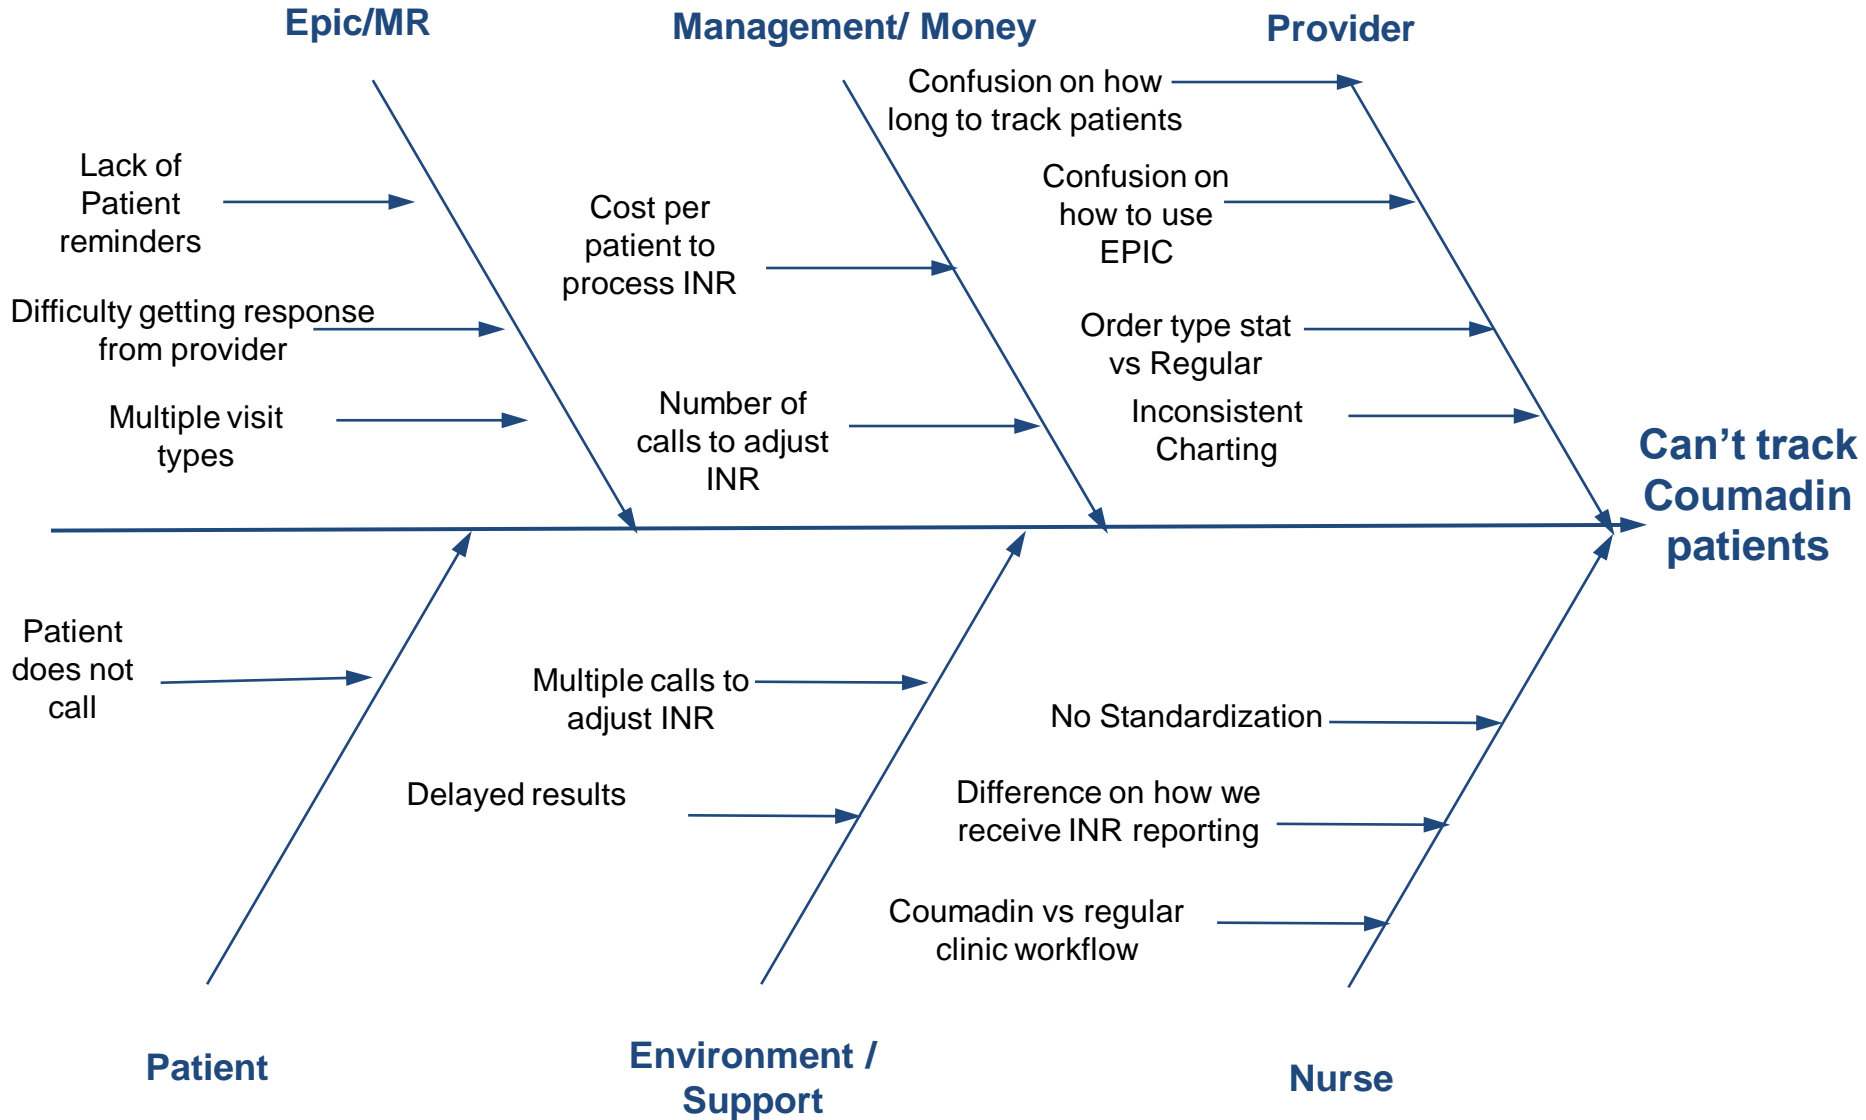 Epic/MR
Management/ Money
Provider
Confusion on how
long to track patients
Lack of
Patient
reminders
Cost per
patient to
process INR
Confusion on
how to use
EPIC
Difficulty getting response
from provider
Order type stat
vs Regular
Multiple visit
types
Number of
calls to adjust
INR
Inconsistent
Charting
Can’t track
Coumadin
patients
Patient
does not
call
Multiple calls to
adjust INR
No Standardization
Delayed results
Difference on how we
receive INR reporting
Coumadin vs regular
clinic workflow
Patient
Environment /
Support
Nurse